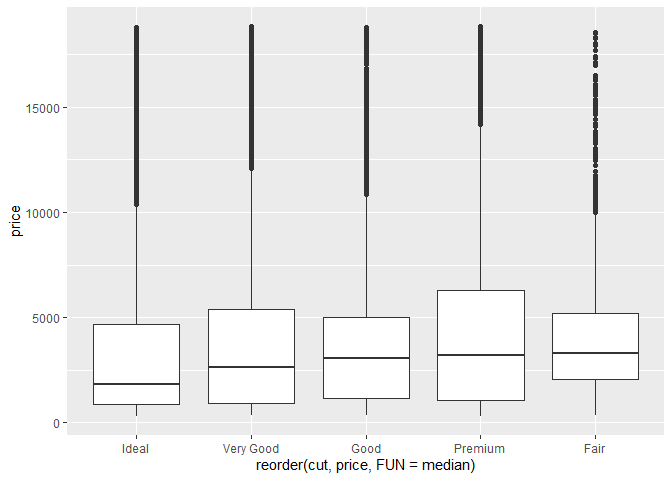 15000
10000
5000
0
price
Ideal
Very Good
Good
Premium
Fair
reorder(cut, price, FUN = median)